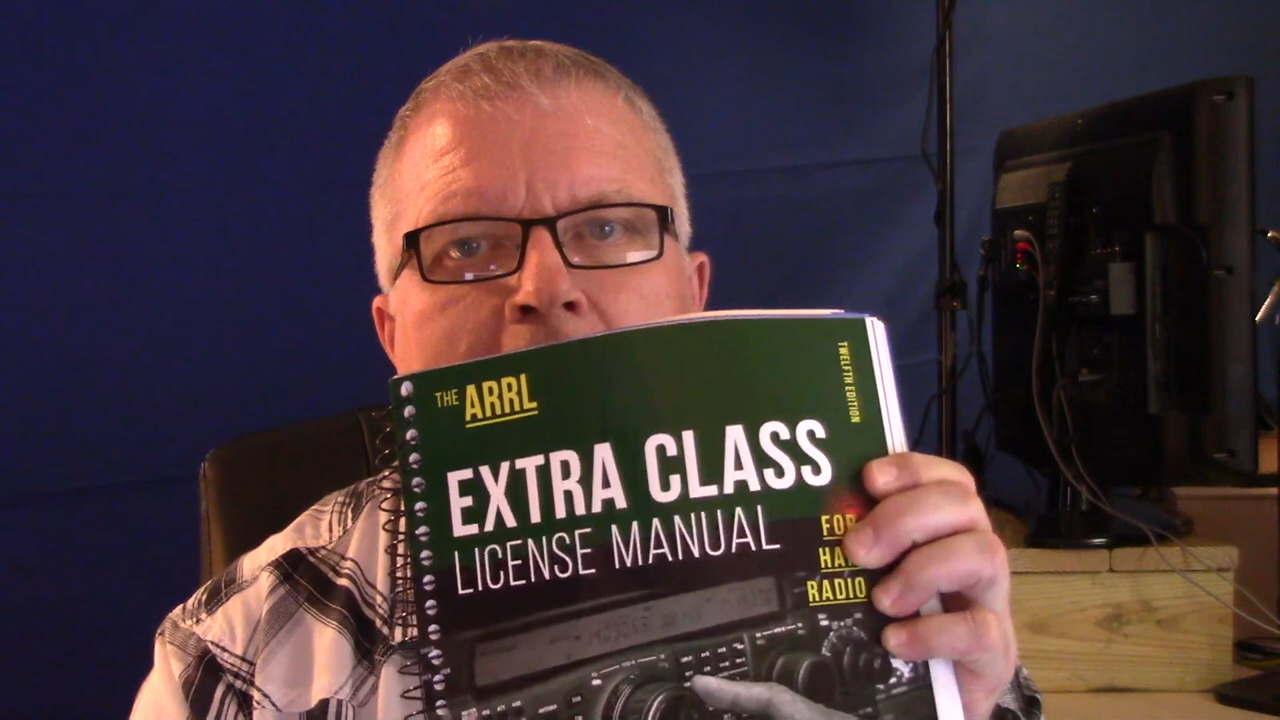 THE ARRL
TWELFTH EDITION
EXTRA CLASS
LICENSE MANUAL
FOR
RADIO